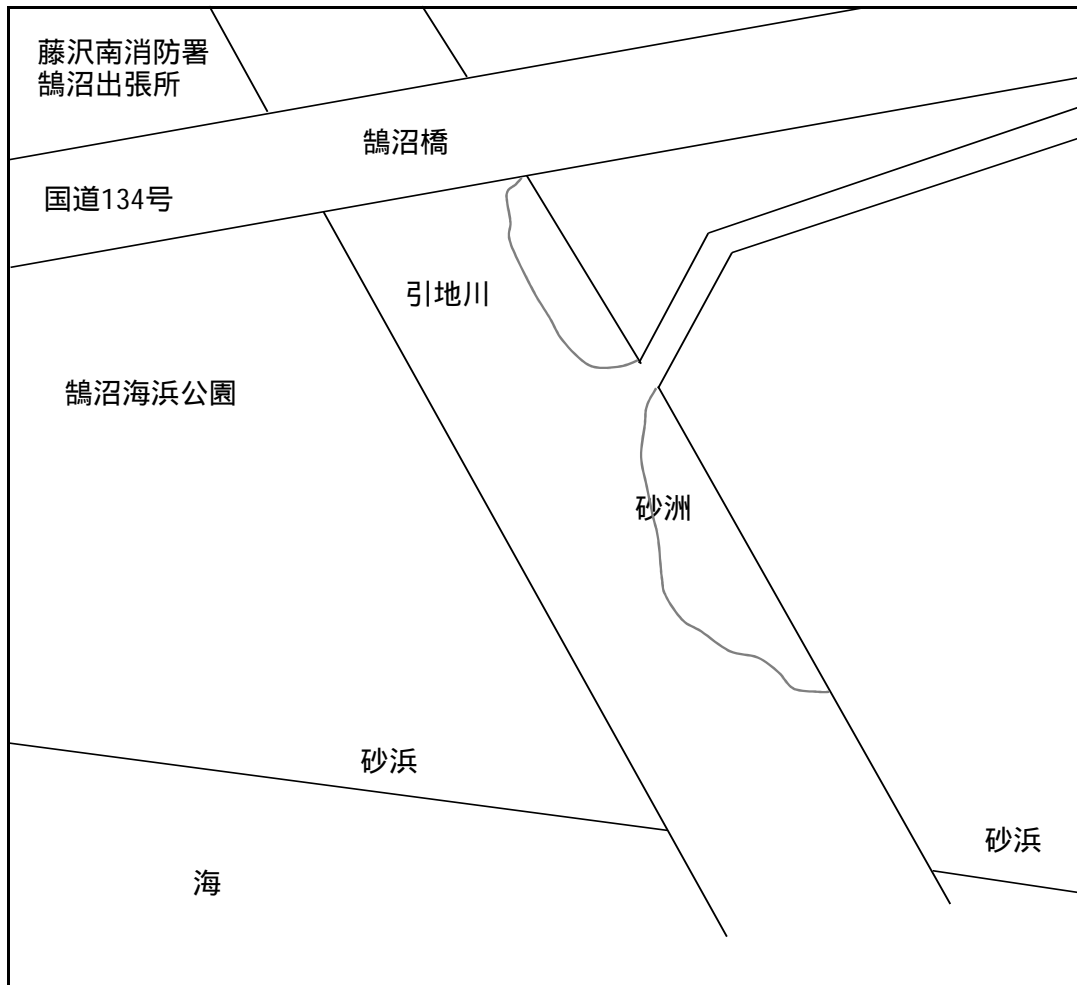 藤沢南消防署
鵠沼出張所
鵠沼橋
国道134号
引地川
鵠沼海浜公園
砂洲
砂浜
砂浜
海